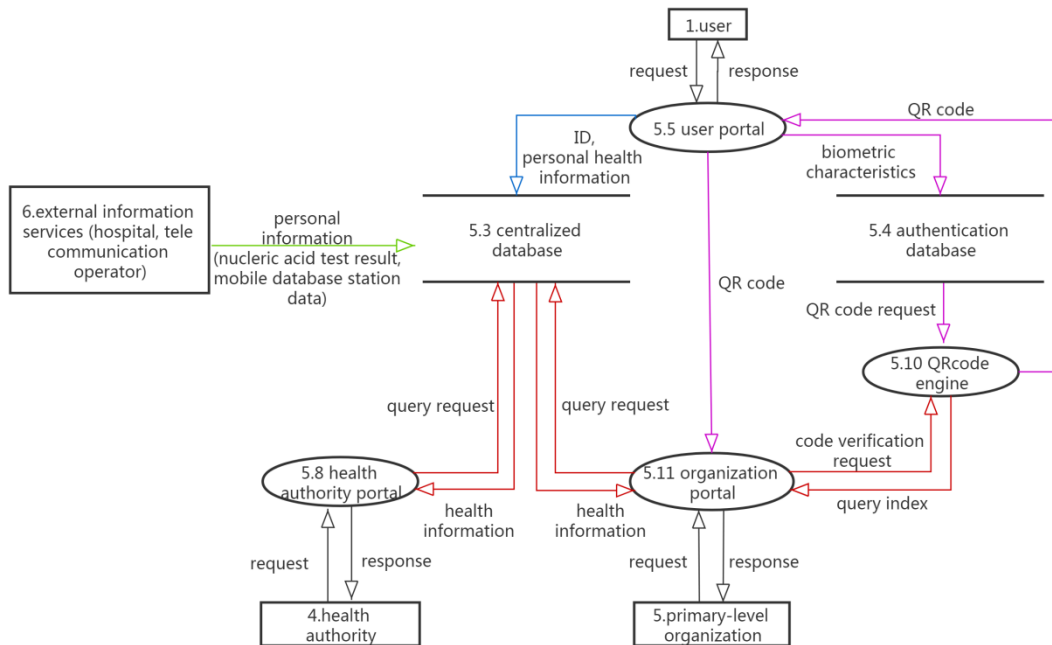 1.user
request
response
QR code
5.5 user portal
ID,
personal health
information
biometric
characteristics
6.external information
services (hospital, tele
communication
operator)
personal
information
(nucleric acid test result,
mobile database station
data)
5.3 centralized
database
5.4 authentication
database
QR code
QR code request
5.10 QRcode
engine
query request
query request
code verification
request
5.8 health
authority portal
5.11 organization
portal
health
information
health
information
query index
request
response
request
response
4.health
authority
5.primary-level
organization